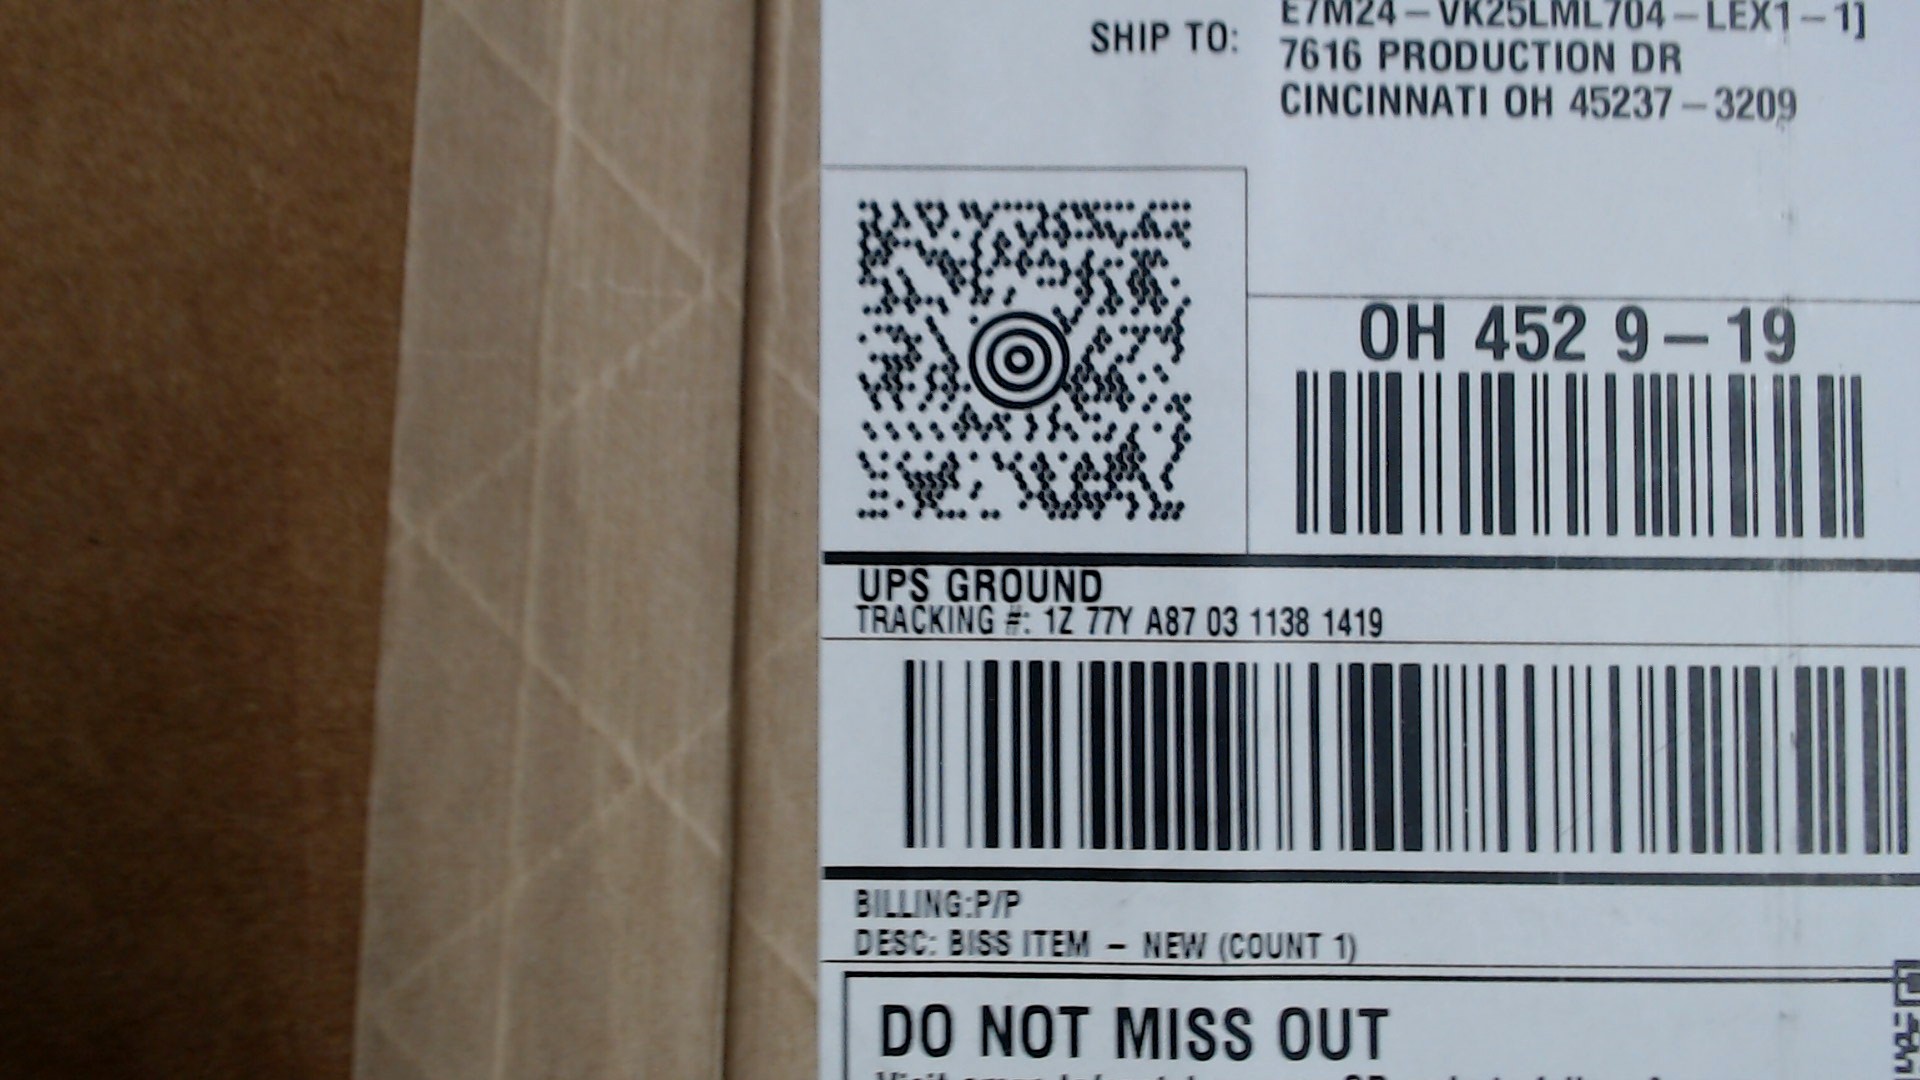 E7M24-VK25LML704-LEX1-1]
SHIP TO:
7616 PRODUCTION DR
CINCINNATI OH 45237-3209
OH 452 9-19
UPS GROUND
TRACKING #: 1Z 77Y A87 03 1138 1419
BILLING:P/P
DESC: BISS ITEM - NEW (COUNT 1)
DO NOT MISS OUT